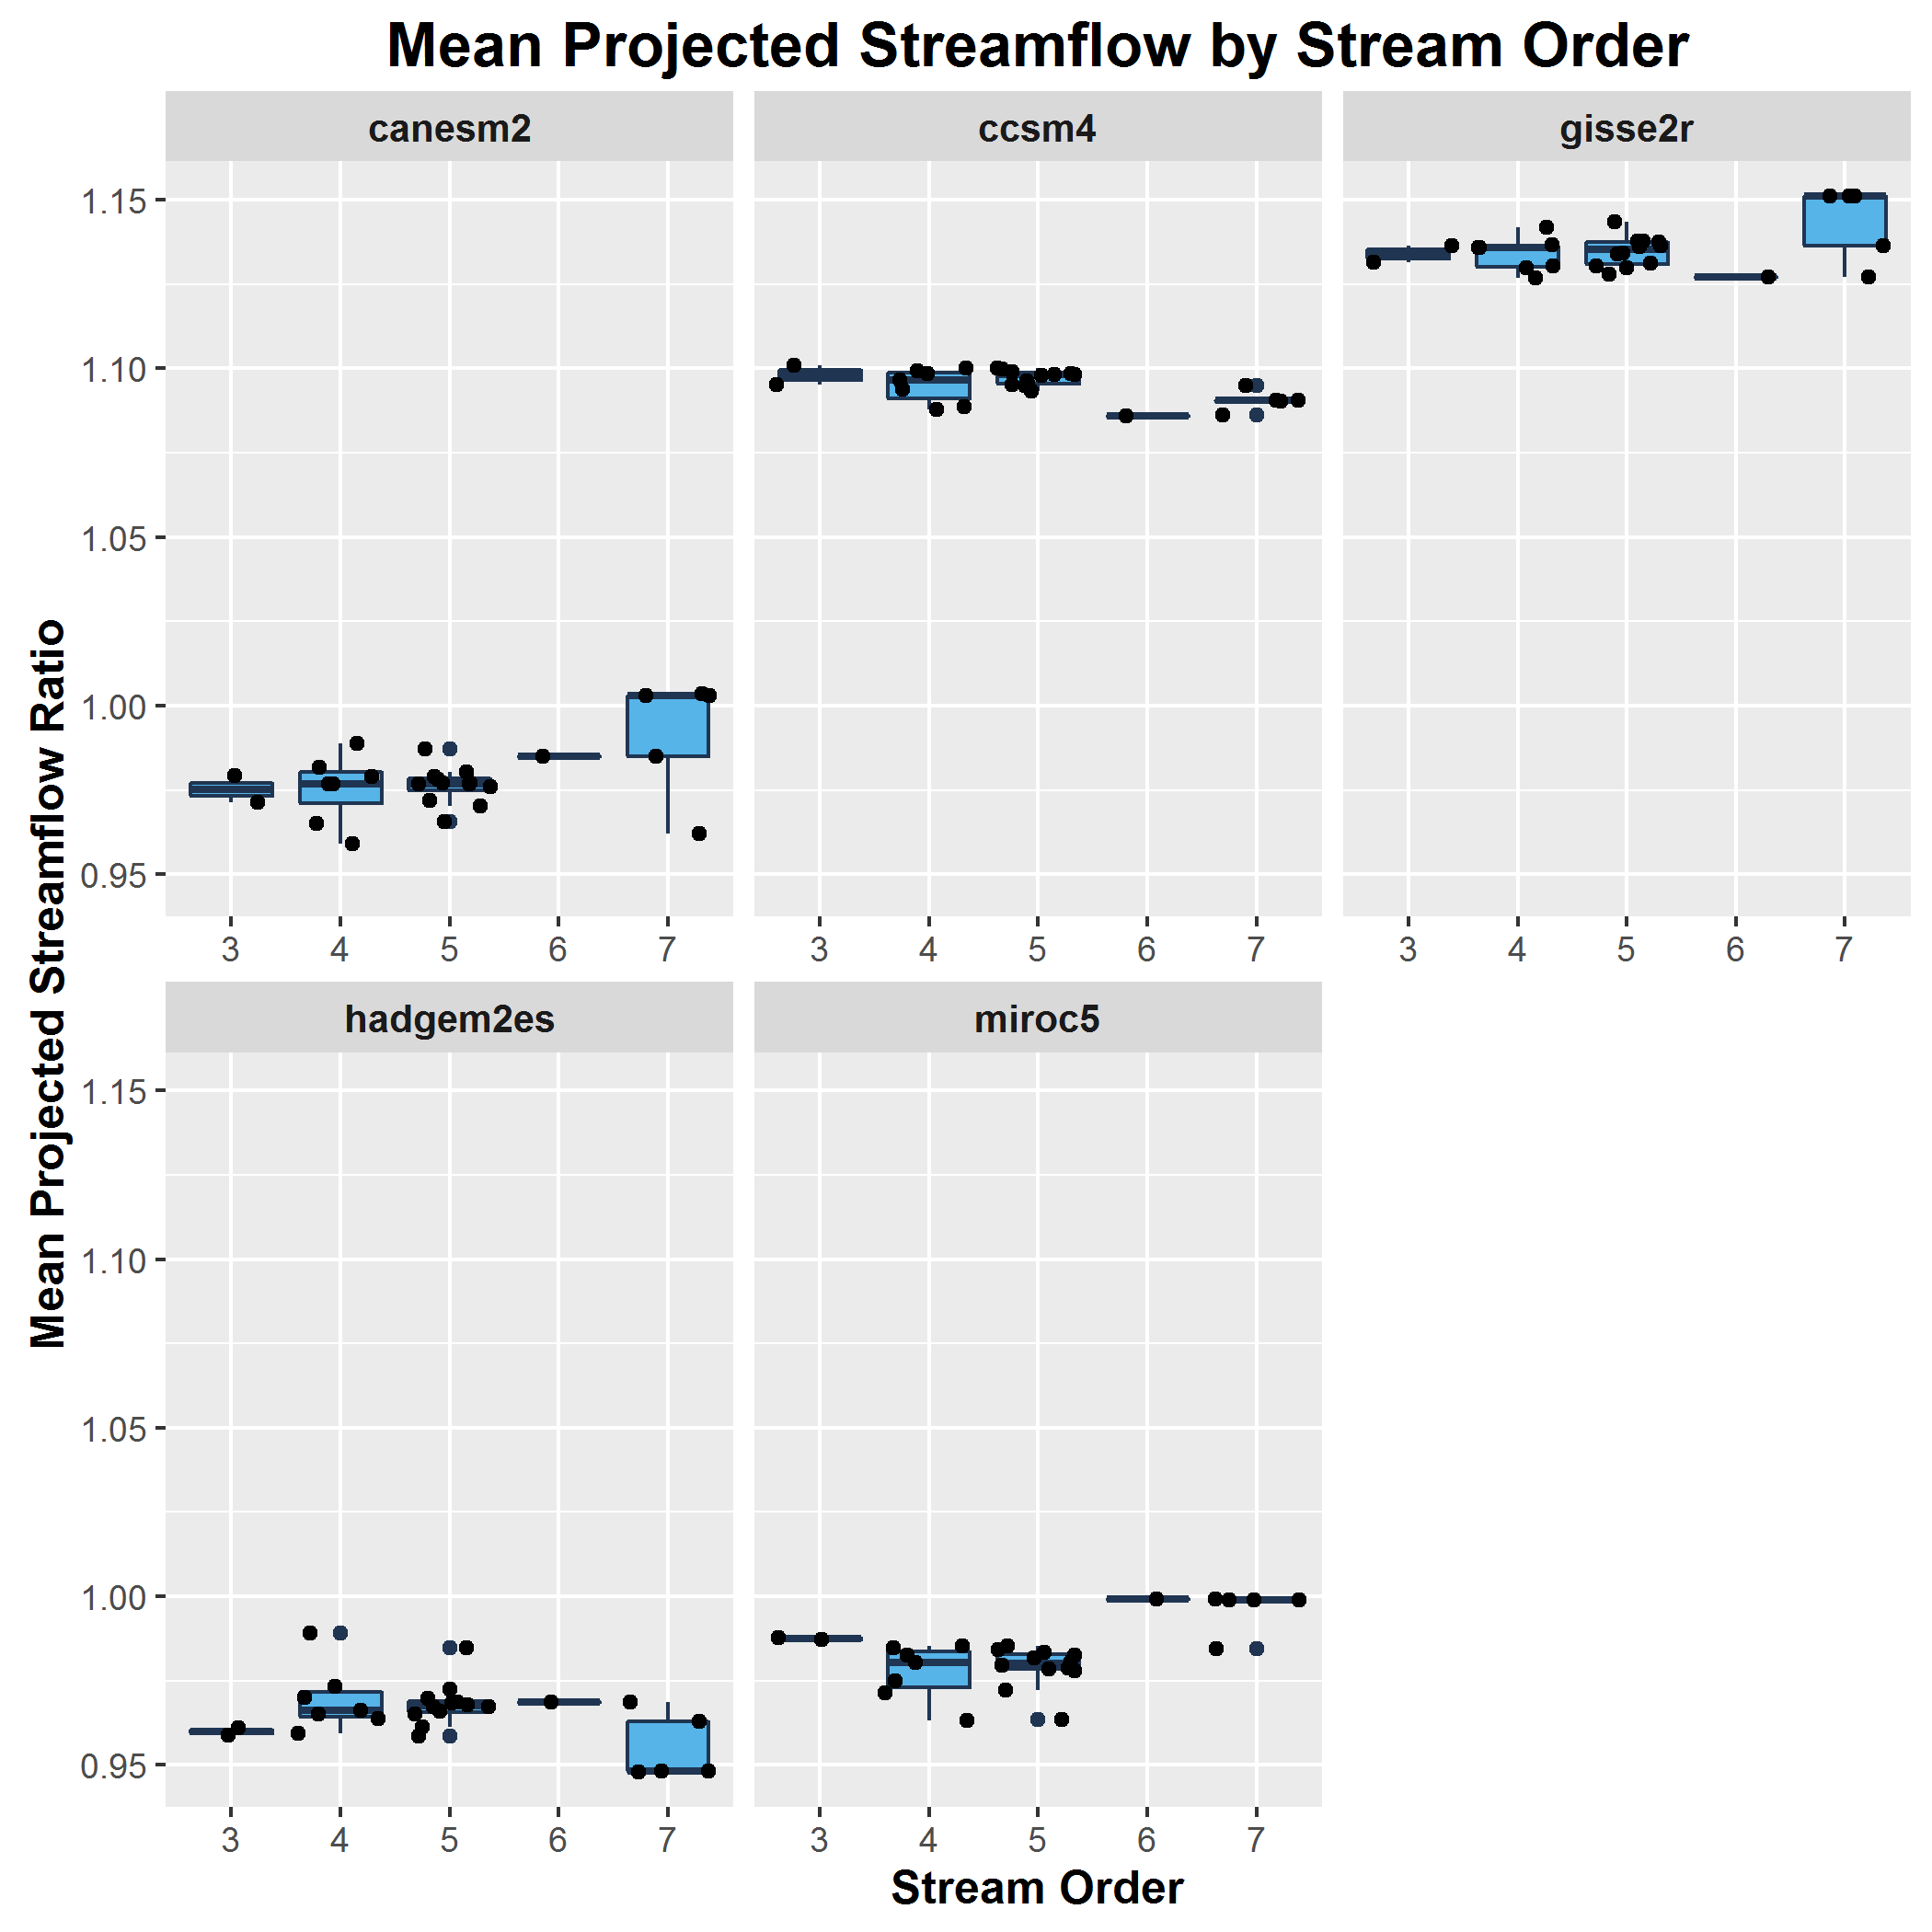 Mean Projected Streamflow by Stream Order
canesm2 ccsm4 gisse2r
1.15
1.10
1.05
1.00
0.95
3 4 5 6 7 3 4 5 6 7 3 4 5 6 7
Mean Projected Streamflow Ratio
hadgem2es miroc5
1.15
1.10
1.05
1.00
0.95
3 4 5 6 7 3 4 5 6 7
Stream Order